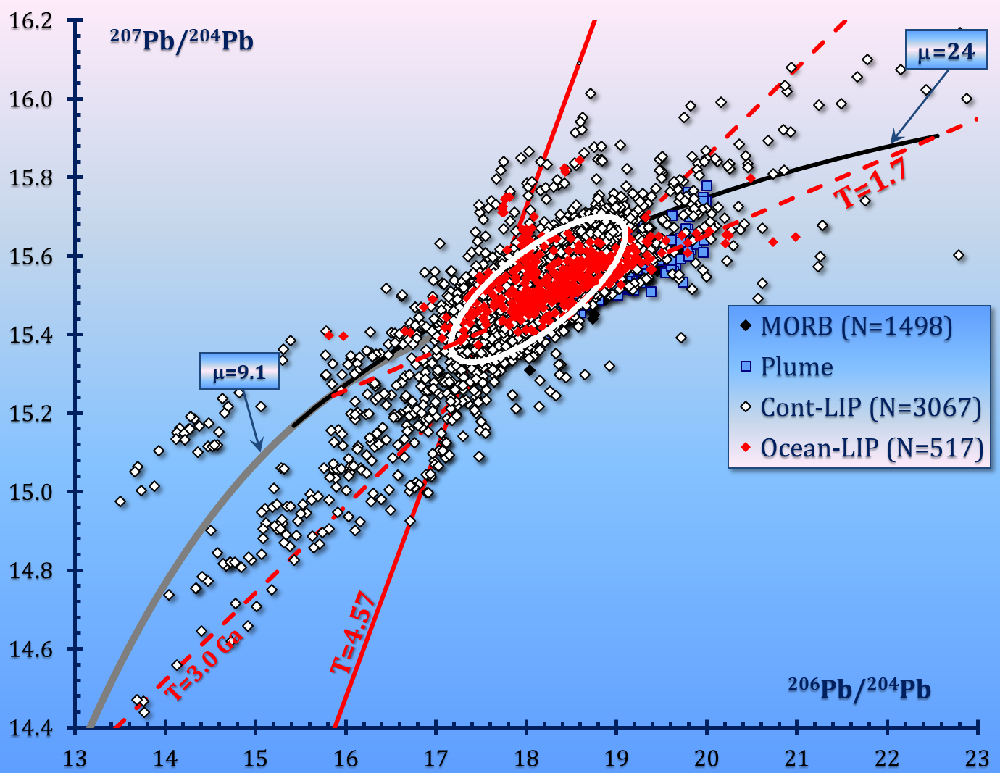 16.2
16.0
15.8
15.6
15.4
15.2
15.0
14.8
14.6
14.4
²⁰⁷Pb/²⁰⁴Pb
μ=24
T=1.7
MORB (N=1498)
Plume
Cont-LIP (N=3067)
Ocean-LIP (N=517)
μ=9.1
T=4.57
T=3.0 Ga
²⁰⁶Pb/²⁰⁴Pb
13 14 15 16 17 18 19 20 21 22 23